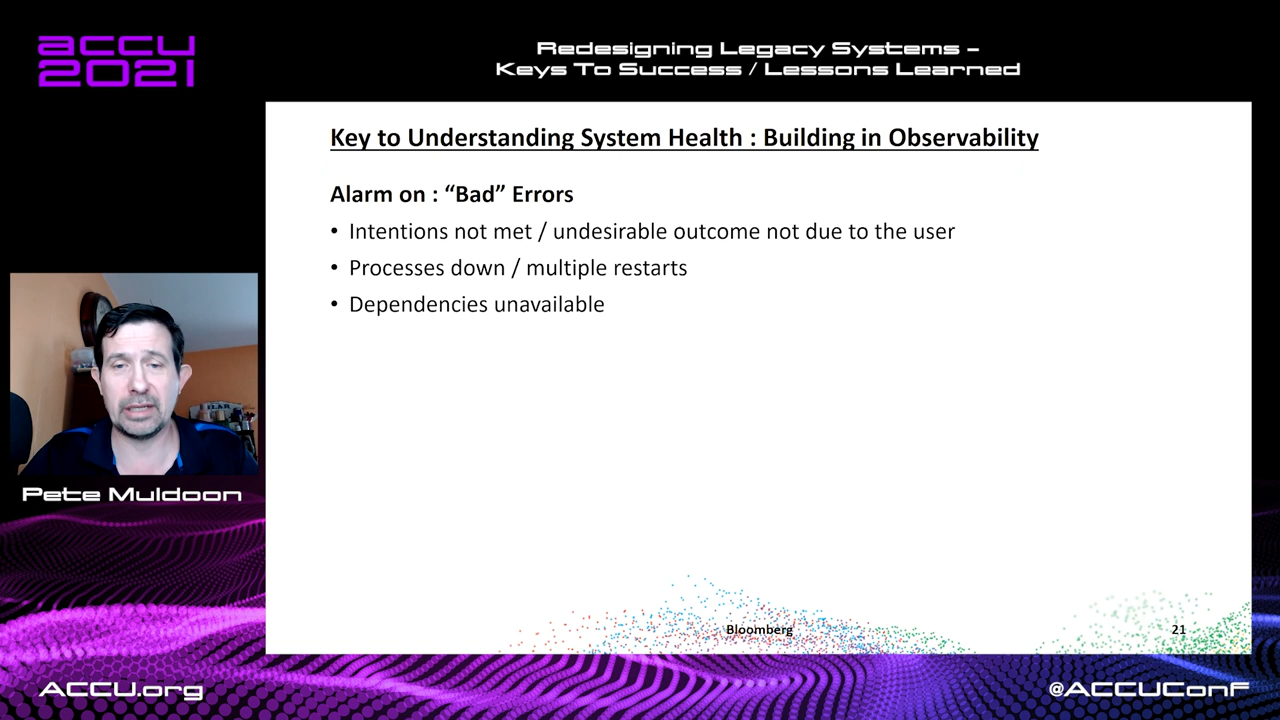 accu
2021
Redesigning Legacy Systems –
Keys To Success / Lessons Learned
Key to Understanding System Health : Building in Observability
Alarm on : “Bad” Errors
• Intentions not met / undesirable outcome not due to the user
• Processes down / multiple restarts
• Dependencies unavailable
Pete Muldoon
Bloomberg
21
ACCU.org
@ACCUConf